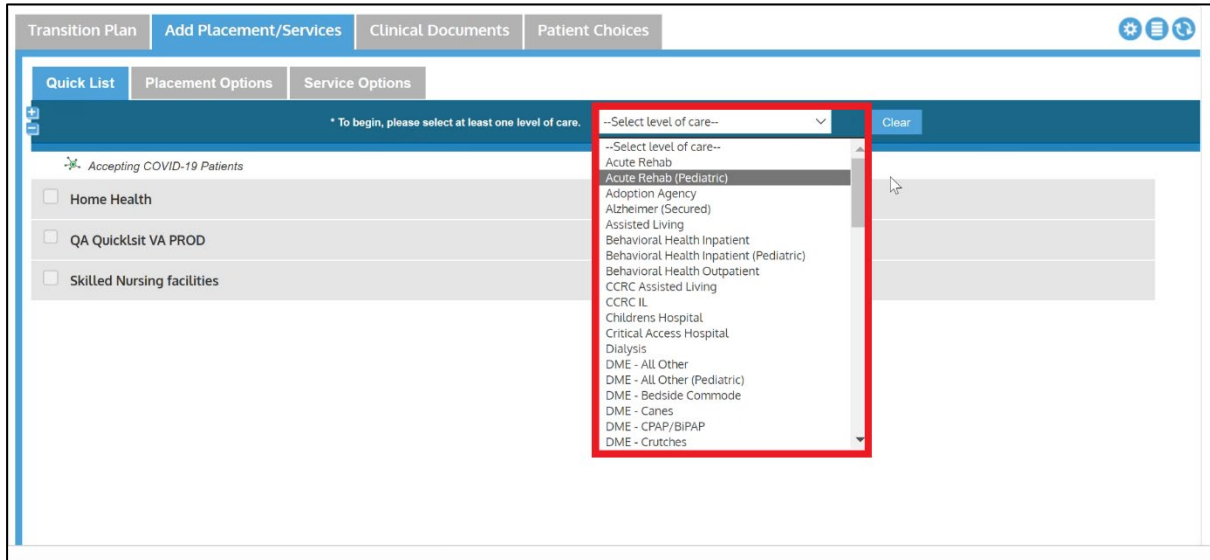 Transition Plan Add Placement/Services Clinical Documents Patient Choices
Quick List Placement Options Service Options
* To begin, please select at least one level of care. --Select level of care-- Clear
--Select level of care--
Accepting COVID-19 Patients
Acute Rehab
Acute Rehab (Pediatric)
Home Health
Adoption Agency
Alzheimer (Secured)
Assisted Living
QA Quicklsit VA PROD
Behavioral Health Inpatient
Behavioral Health Inpatient (Pediatric)
Behavioral Health Outpatient
Skilled Nursing facilities
CCRC Assisted Living
CCRC IL
Childrens Hospital
Critical Access Hospital
Dialysis
DME - All Other
DME - All Other (Pediatric)
DME - Bedside Commode
DME - Canes
DME - CPAP/BiPAP
DME - Crutches